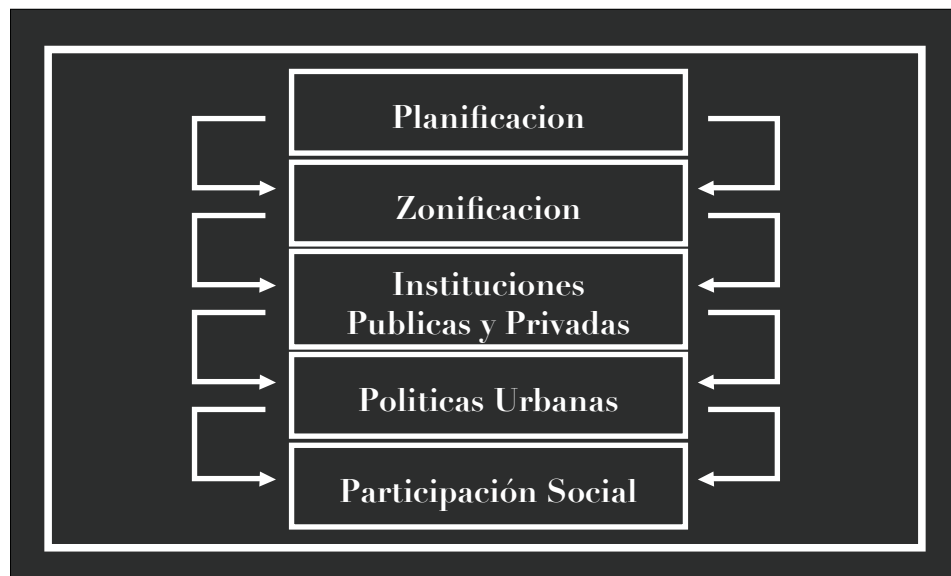 Planificacion
Zonificacion
Instituciones
Publicas y Privadas
Politicas Urbanas
Participación Social